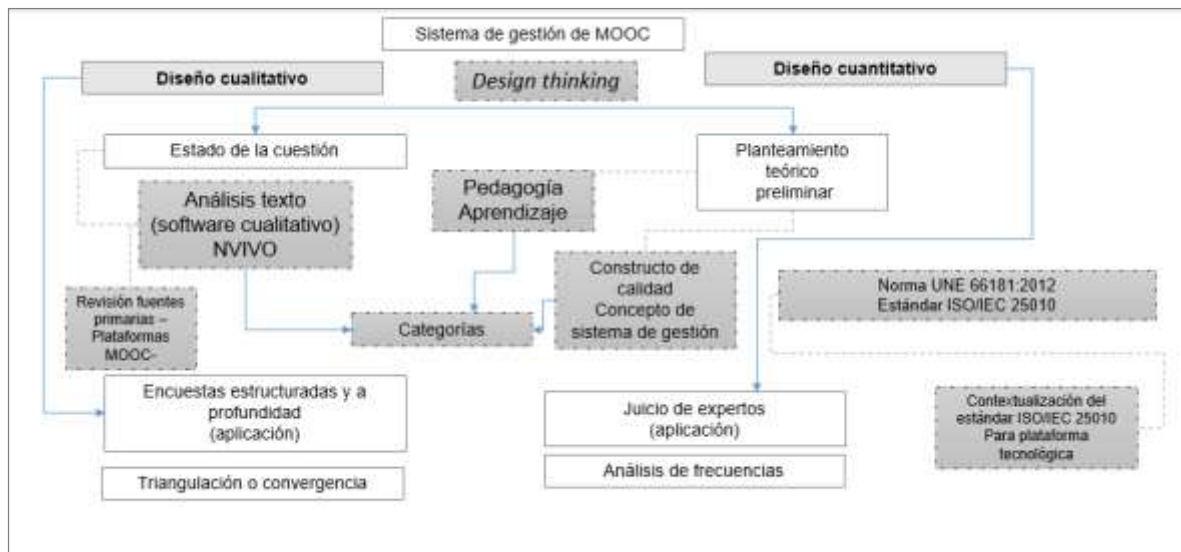 Sistema de gestión de MOOC
Diseño cualitativo
Design thinking
Diseño cuantitativo
Estado de la cuestión
Planteamiento
teórico
preliminar
Análisis texto
(software cualitativo)
NVIVO
Pedagogía
Aprendizaje
Constructo de
calidad
Concepto de
sistema de gestión
Norma UNE 66181:2012
Estándar ISO/IEC 25010
Revisión fuentes
primarias –
Plataformas
MOOC-
Categorías
Encuestas estructuradas y a
profundidad
(aplicación)
Juicio de expertos
(aplicación)
Contextualización del
estándar ISO/IEC 25010
Para plataforma
tecnológica
Triangulación o convergencia
Análisis de frecuencias